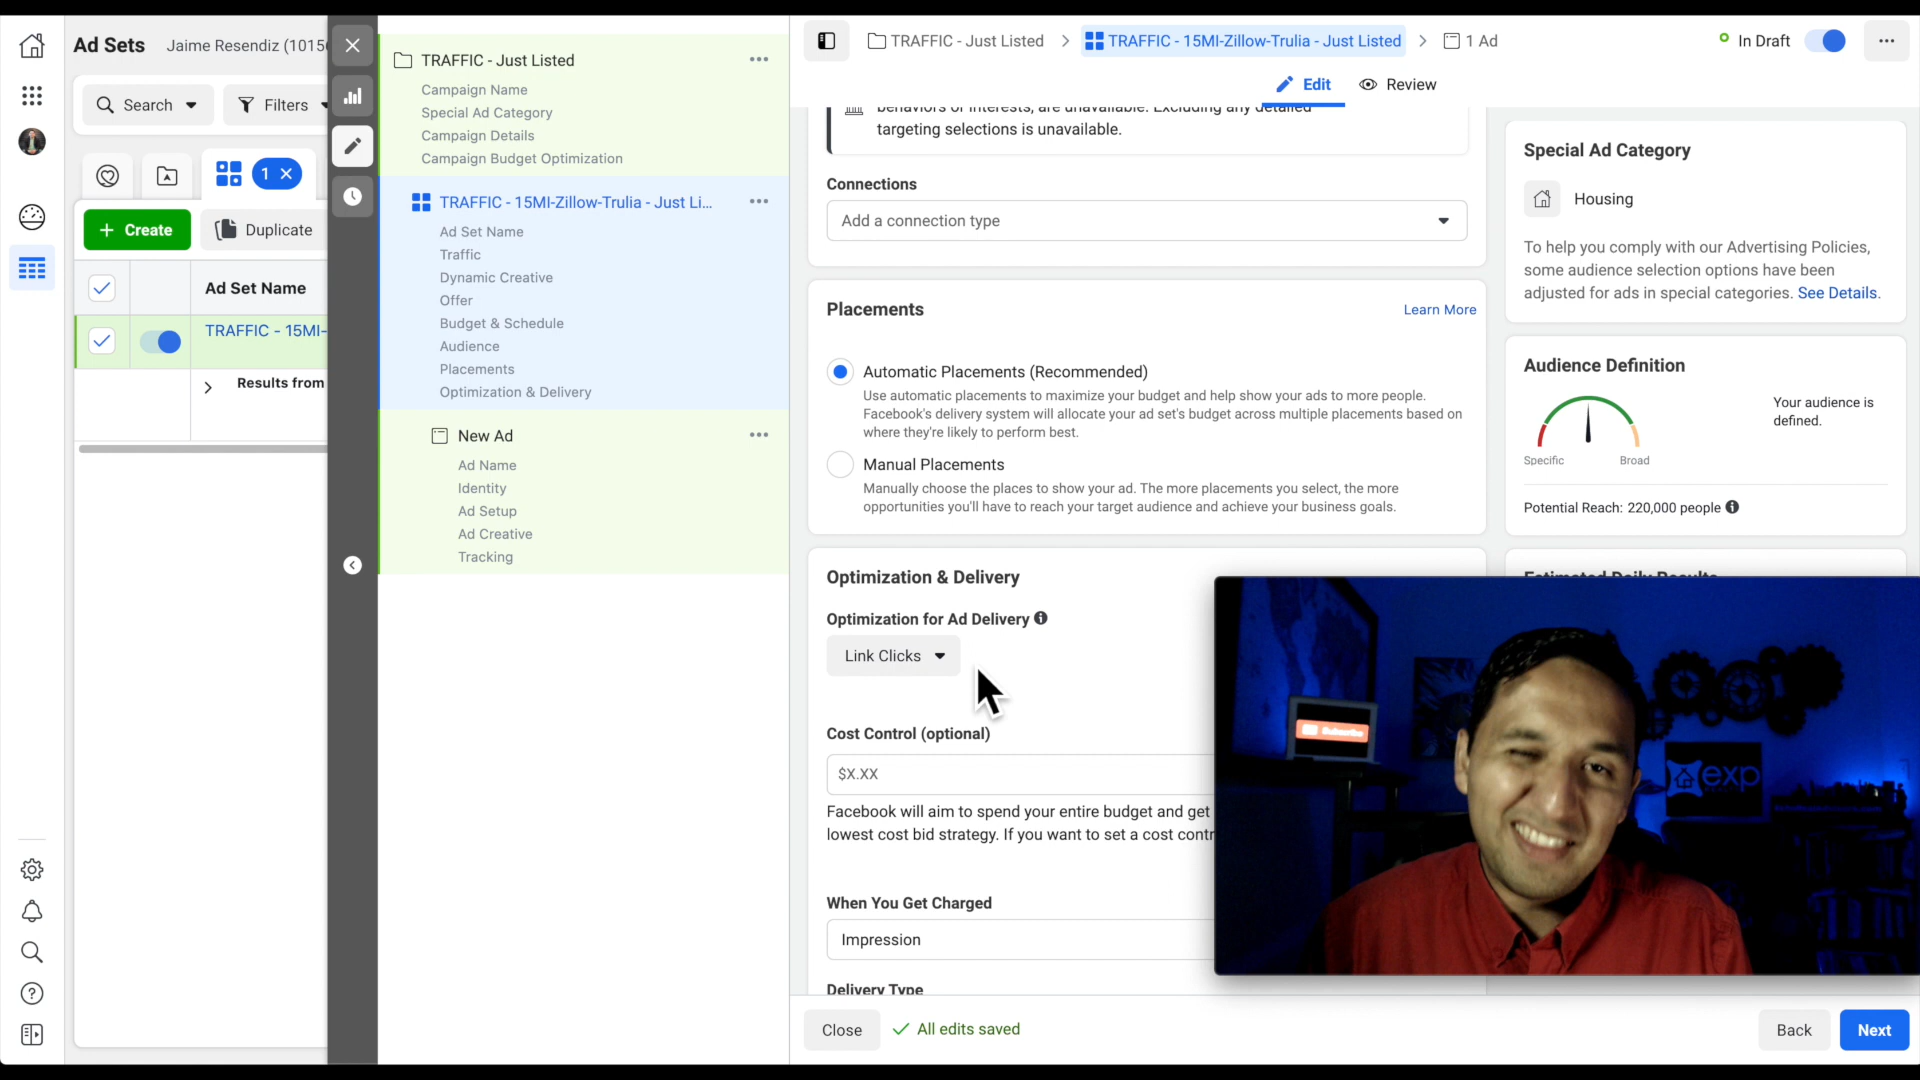 Ad Sets
Jaime Resendiz (1015
Search
Filters
1
Create
Duplicate
Ad Set Name
TRAFFIC - 15MI-
Results from
TRAFFIC - Just Listed
Campaign Name
Special Ad Category
Campaign Details
Campaign Budget Optimization
TRAFFIC - 15MI-Zillow-Trulia - Just Li...
Ad Set Name
Traffic
Dynamic Creative
Offer
Budget & Schedule
Audience
Placements
Optimization & Delivery
New Ad
Ad Name
Identity
Ad Setup
Ad Creative
Tracking
TRAFFIC - Just Listed
TRAFFIC - 15MI-Zillow-Trulia - Just Listed
1 Ad
In Draft
Edit
Review
behaviors or interests, are unavailable. Excluding any detailed
targeting selections is unavailable.
Connections
Add a connection type
Placements
Learn More
Automatic Placements (Recommended)
Use automatic placements to maximize your budget and help show your ads to more people.
Facebook's delivery system will allocate your ad set's budget across multiple placements based on
where they're likely to perform best.
Manual Placements
Manually choose the places to show your ad. The more placements you select, the more
opportunities you'll have to reach your target audience and achieve your business goals.
Optimization & Delivery
Optimization for Ad Delivery
Link Clicks
Cost Control (optional)
$X.XX
Facebook will aim to spend your entire budget and get
lowest cost bid strategy. If you want to set a cost contr
When You Get Charged
Impression
Delivery Type
Close
All edits saved
Back
Next
Special Ad Category
Housing
To help you comply with our Advertising Policies,
some audience selection options have been
adjusted for ads in special categories. See Details.
Audience Definition
Your audience is
defined.
Specific
Broad
Potential Reach: 220,000 people
Estimated Daily Results
Subscribe
exp